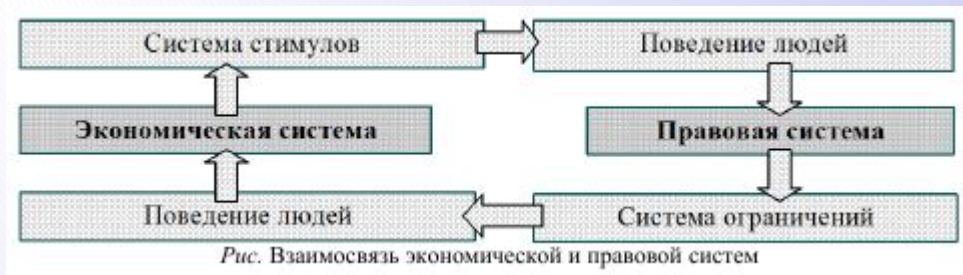 Система стимулов
Поведение людей
Экономическая система
Правовая система
Поведение людей
Система ограничений
Рис. Взаимосвязь экономической и правовой систем